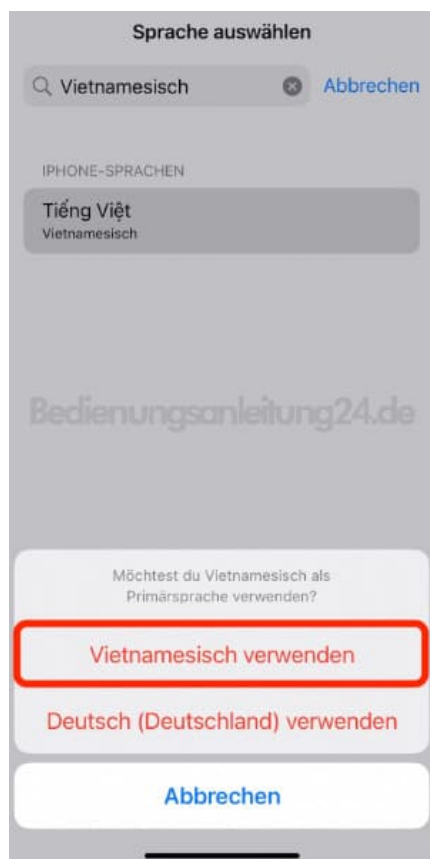 Sprache auswählen
Vietnamesisch
Abbrechen
IPHONE-SPRACHEN
Tiếng Việt
Vietnamesisch
Bedienungsanleitung24.de
Möchtest du Vietnamesisch als
Primärsprache verwenden?
Vietnamesisch verwenden
Deutsch (Deutschland) verwenden
Abbrechen